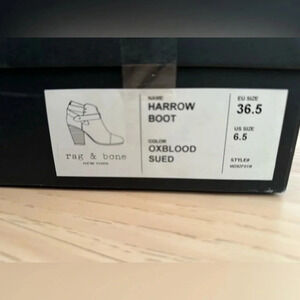 rag & bone
NEW YORK
NAME
HARROW
BOOT
COLOR
OXBLOOD
SUED
EU SIZE
36.5
US SIZE
6.5
STYLE#